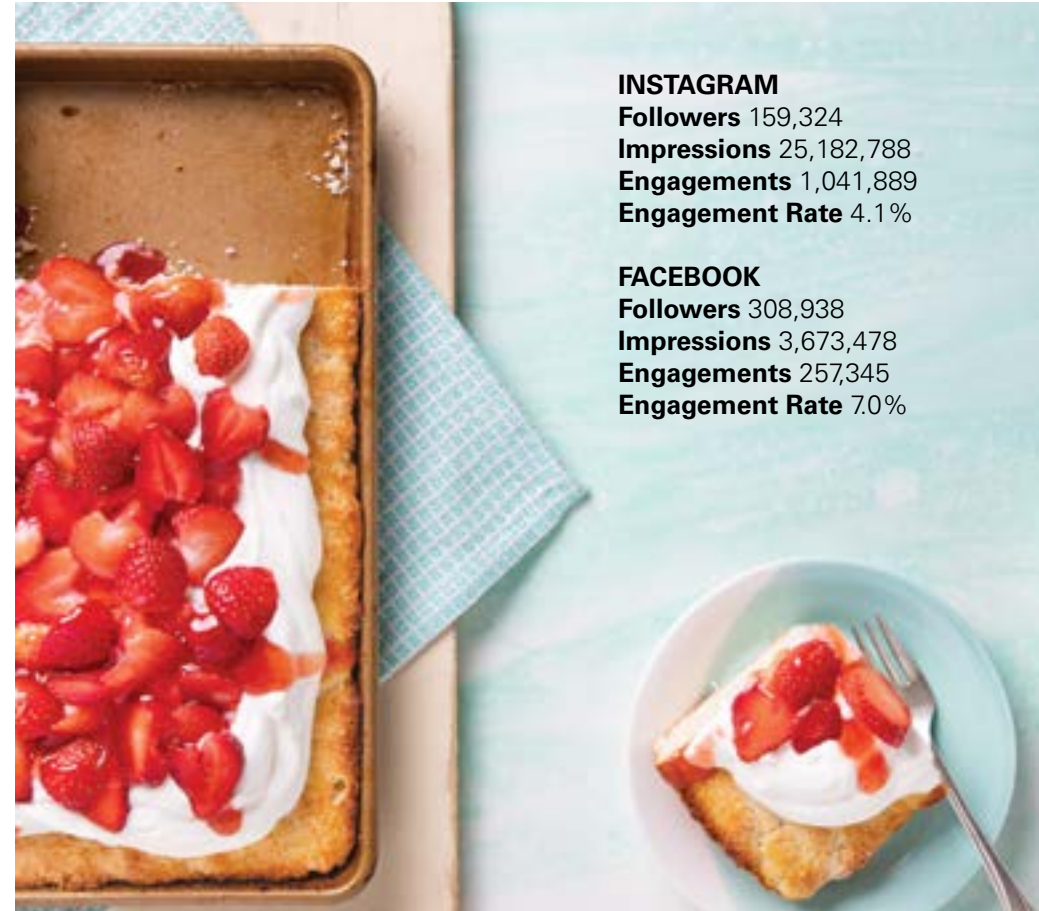 INSTAGRAM
Followers 159,324
Impressions 25,182,788
Engagements 1,041,889
Engagement Rate 4.1%
FACEBOOK
Followers 308,938
Impressions 3,673,478
Engagements 257,345
Engagement Rate 7.0%